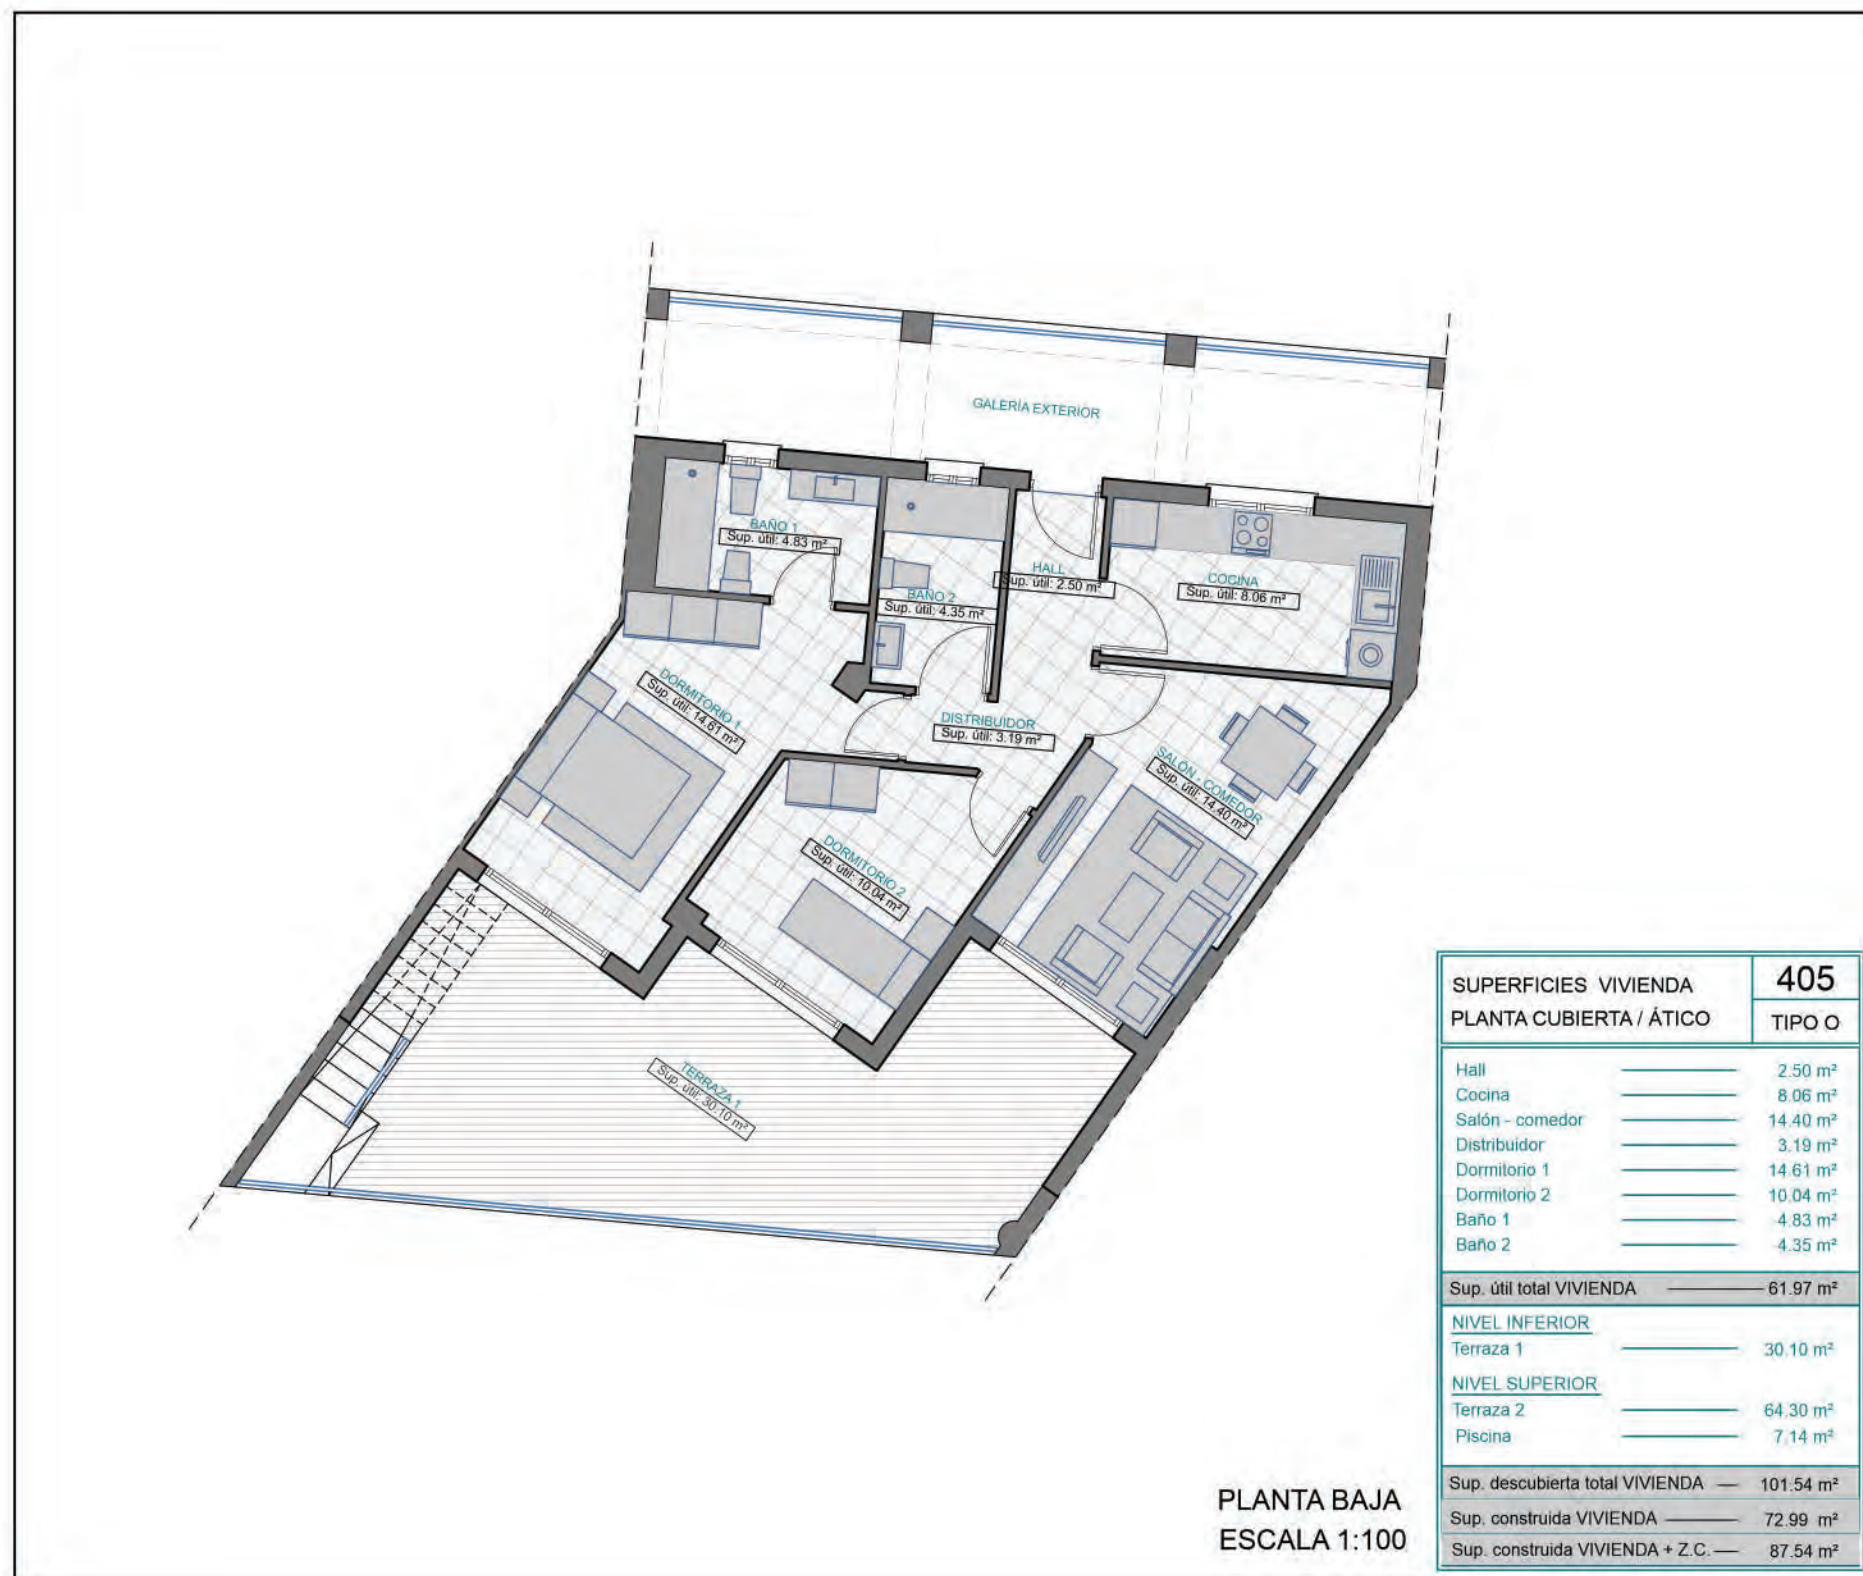 GALERÍA EXTERIOR
BAÑO 1
Sup. útil: 4.83 m²
HALL
Sup. útil: 2.50 m²
COCINA
Sup. útil: 8.06 m²
BAÑO 2
Sup. útil: 4.35 m²
DORMITORIO 1
Sup. útil: 14.61 m²
DISTRIBUIDOR
Sup. útil: 3.19 m²
SALÓN - COMEDOR
Sup. útil: 14.40 m²
DORMITORIO 2
Sup. útil: 10.04 m²
TERRAZA 1
Sup. útil: 30.10 m²
PLANTA BAJA
ESCALA 1:100
SUPERFICIES VIVIENDA 405
PLANTA CUBIERTA / ÁTICO TIPO O
Hall 2.50 m²
Cocina 8.06 m²
Salón - comedor 14.40 m²
Distribuidor 3.19 m²
Dormitorio 1 14.61 m²
Dormitorio 2 10.04 m²
Baño 1 4.83 m²
Baño 2 4.35 m²
Sup. útil total VIVIENDA 61.97 m²
NIVEL INFERIOR
Terraza 1 30.10 m²
NIVEL SUPERIOR
Terraza 2 64.30 m²
Piscina 7.14 m²
Sup. descubierta total VIVIENDA 101.54 m²
Sup. construida VIVIENDA 72.99 m²
Sup. construida VIVIENDA + Z.C. 87.54 m²